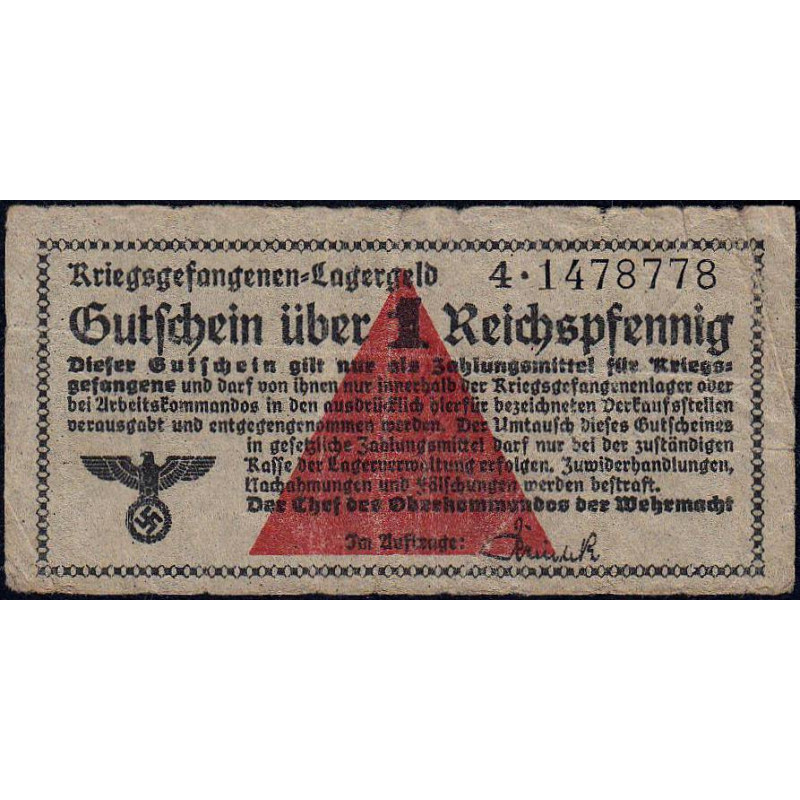 Kriegsgefangenen-Lagergeld 4·1478778
Gutschein über 1 Reichspfennig
Dieser Gutschein gilt nur als Zahlungsmittel für Kriegs-
gefangene und darf von ihnen nur innerhalb der Kriegsgefangenenlager oder
bei Arbeitskommandos in den ausdrücklich hierfür bezeichneten Verkaufsstellen
verausgabt und entgegengenommen werden. Der Umtausch dieses Gutscheines
in gesetzliche Zahlungsmittel darf nur bei der zuständigen
Kasse der Lagerverwaltung erfolgen. Zuwiderhandlungen,
Nachahmungen und Fälschungen werden bestraft.
Der Chef des Oberkommandos der Wehrmacht
Im Auftrage: